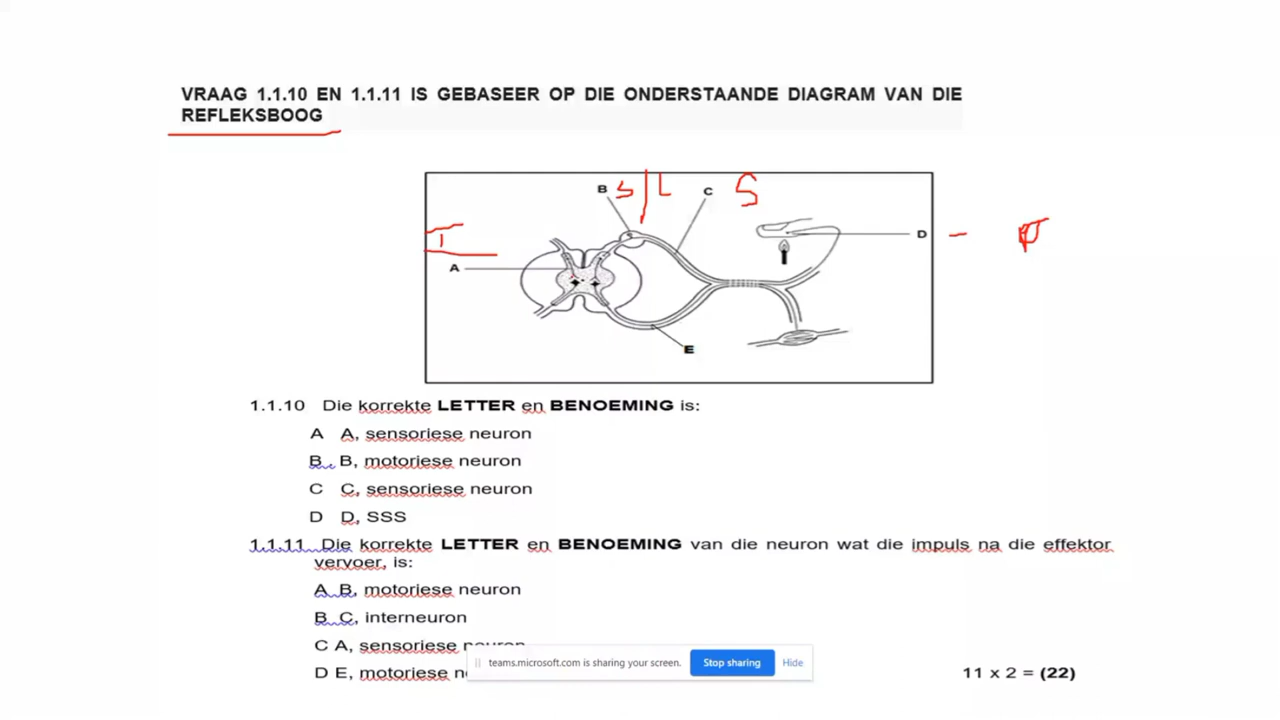 VRAAG 1.1.10 EN 1.1.11 IS GEBASEER OP DIE ONDERSTAANDE DIAGRAM VAN DIE
REFLEKSBOOG
B S L C S
I
D
A
E
1.1.10 Die korrekte LETTER en BENOEMING is:
A A, sensoriese neuron
B . B, motoriese neuron
C C, sensoriese neuron
D D, SSS
1.1.11 Die korrekte LETTER en BENOEMING van die neuron wat die impuls na die effektor
vervoer, is:
A B, motoriese neuron
B C, interneuron
C A, sensoriese
D E, motoriese
teams.microsoft.com is sharing your screen. Stop sharing Hide
11 x 2 = (22)